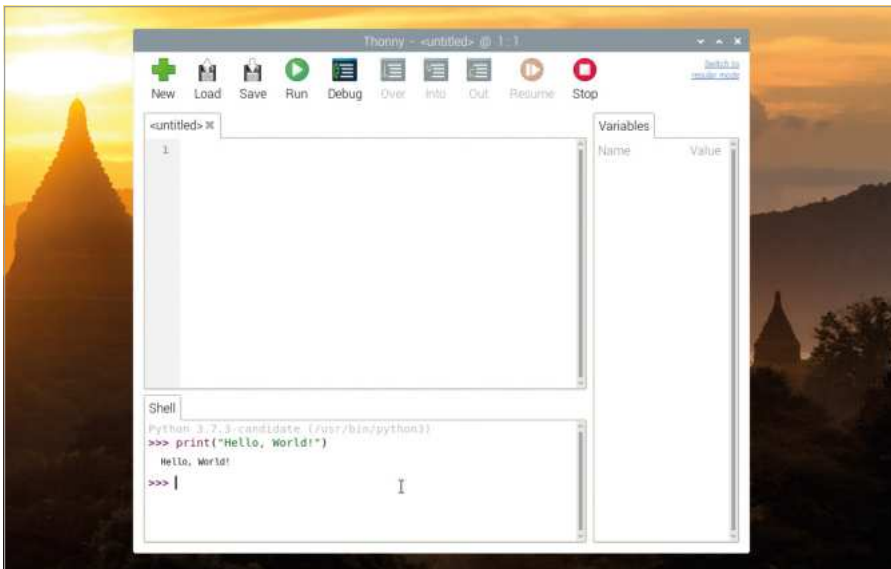 Thonny - <untitled> @ 1:1
Switch to
regular mode
New Load Save Run Debug Over Into Out Resume Stop
<untitled>
1
Variables
Name Value
Shell
Python 3.7.3 candidate (/usr/bin/python3)
>>> print("Hello, World!")
Hello, World!
>>>